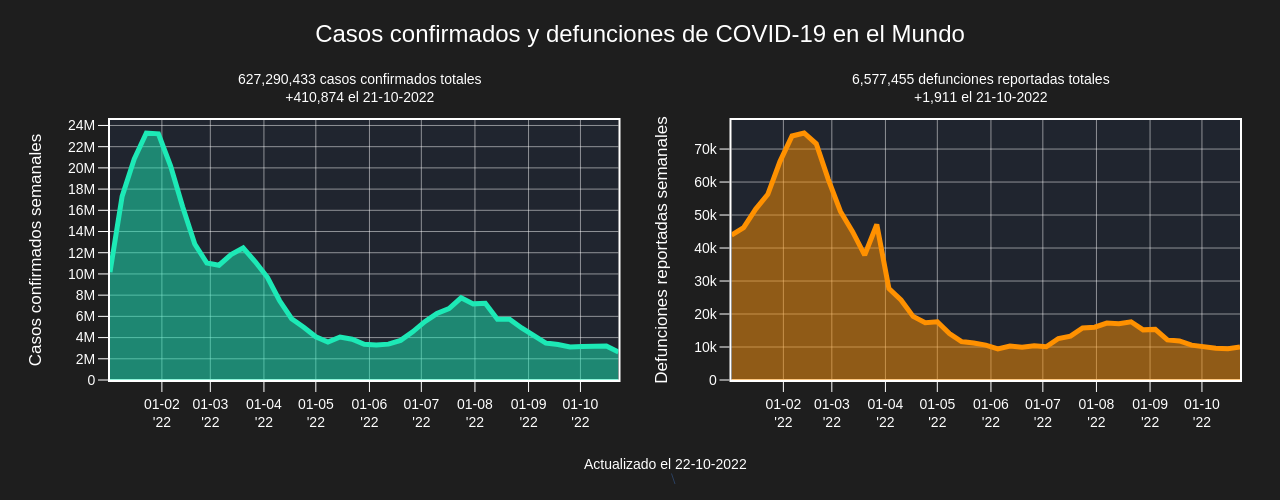 Casos confirmados y defunciones de COVID-19 en el Mundo
627,290,433 casos confirmados totales
+410,874 el 21-10-2022
Casos confirmados semanales
24M
22M
20M
18M
16M
14M
12M
10M
8M
6M
4M
2M
0
01-02 01-03 01-04 01-05 01-06 01-07 01-08 01-09 01-10
'22 '22 '22 '22 '22 '22 '22 '22 '22
6,577,455 defunciones reportadas totales
+1,911 el 21-10-2022
Defunciones reportadas semanales
70k
60k
50k
40k
30k
20k
10k
0
01-02 01-03 01-04 01-05 01-06 01-07 01-08 01-09 01-10
'22 '22 '22 '22 '22 '22 '22 '22 '22
Actualizado el 22-10-2022
\